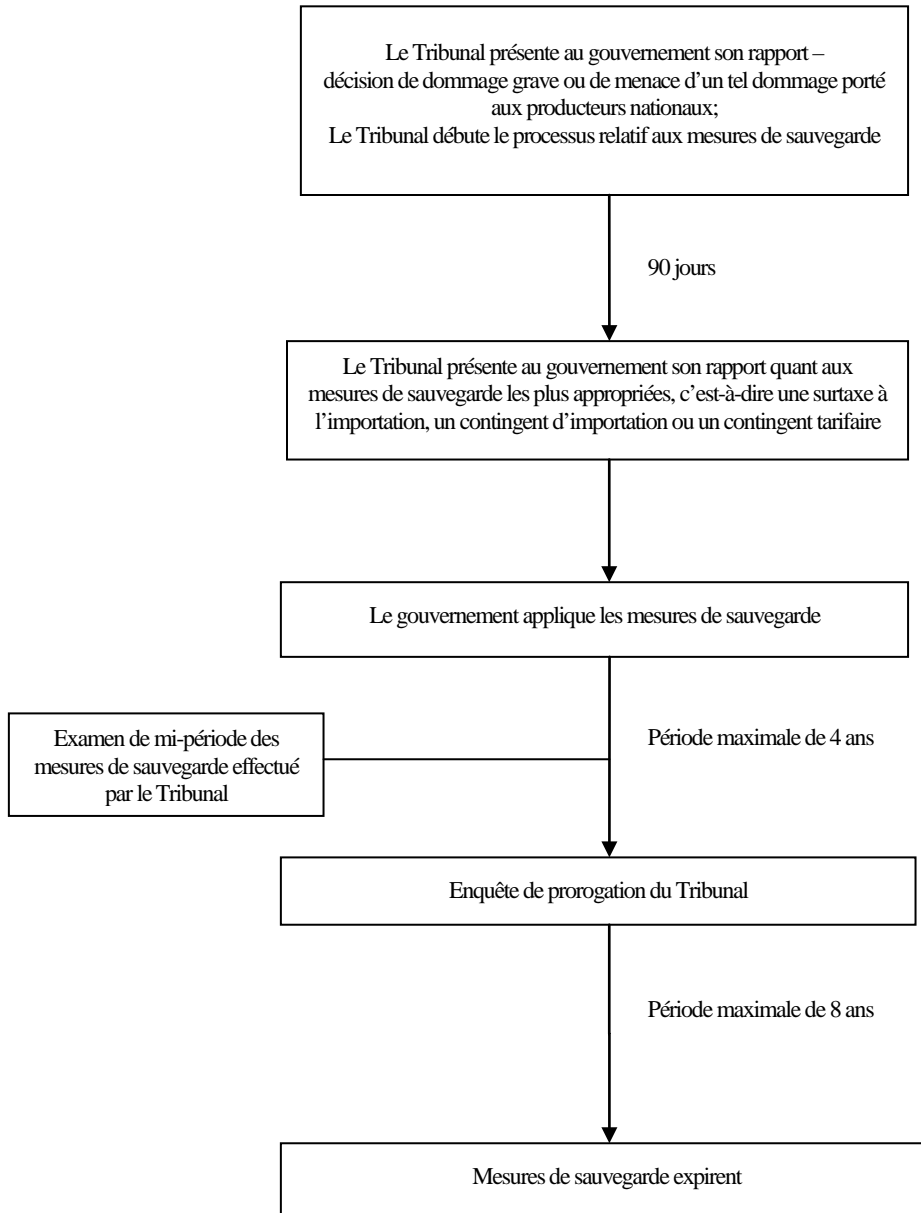 Le Tribunal présente au gouvernement son rapport –
décision de dommage grave ou de menace d'un tel dommage porté
aux producteurs nationaux;
Le Tribunal débute le processus relatif aux mesures de sauvegarde
90 jours
Le Tribunal présente au gouvernement son rapport quant aux
mesures de sauvegarde les plus appropriées, c'est-à-dire une surtaxe à
l'importation, un contingent d'importation ou un contingent tarifaire
Le gouvernement applique les mesures de sauvegarde
Période maximale de 4 ans
Examen de mi-période des
mesures de sauvegarde effectué
par le Tribunal
Enquête de prorogation du Tribunal
Période maximale de 8 ans
Mesures de sauvegarde expirent